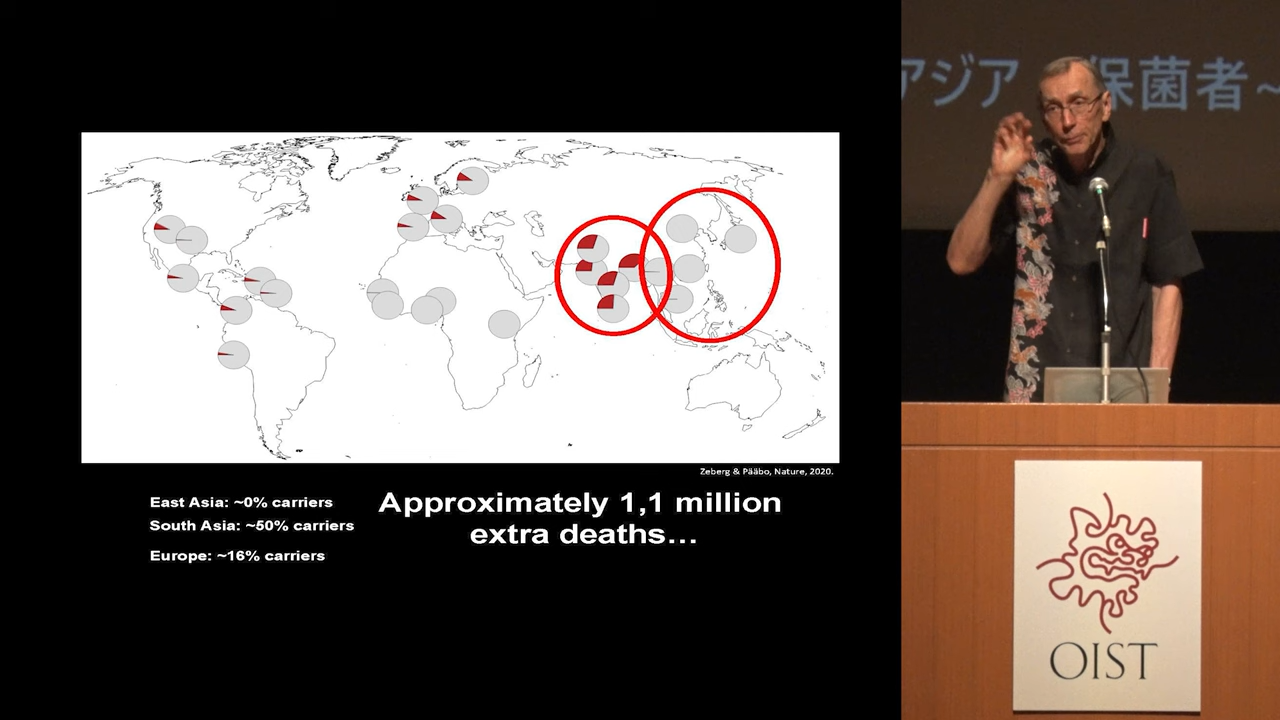 Zeberg & Pääbo, Nature, 2020.
East Asia: ~0% carriers
South Asia: ~50% carriers
Europe: ~16% carriers
Approximately 1,1 million
extra deaths...
アジア 保菌者~
OIST